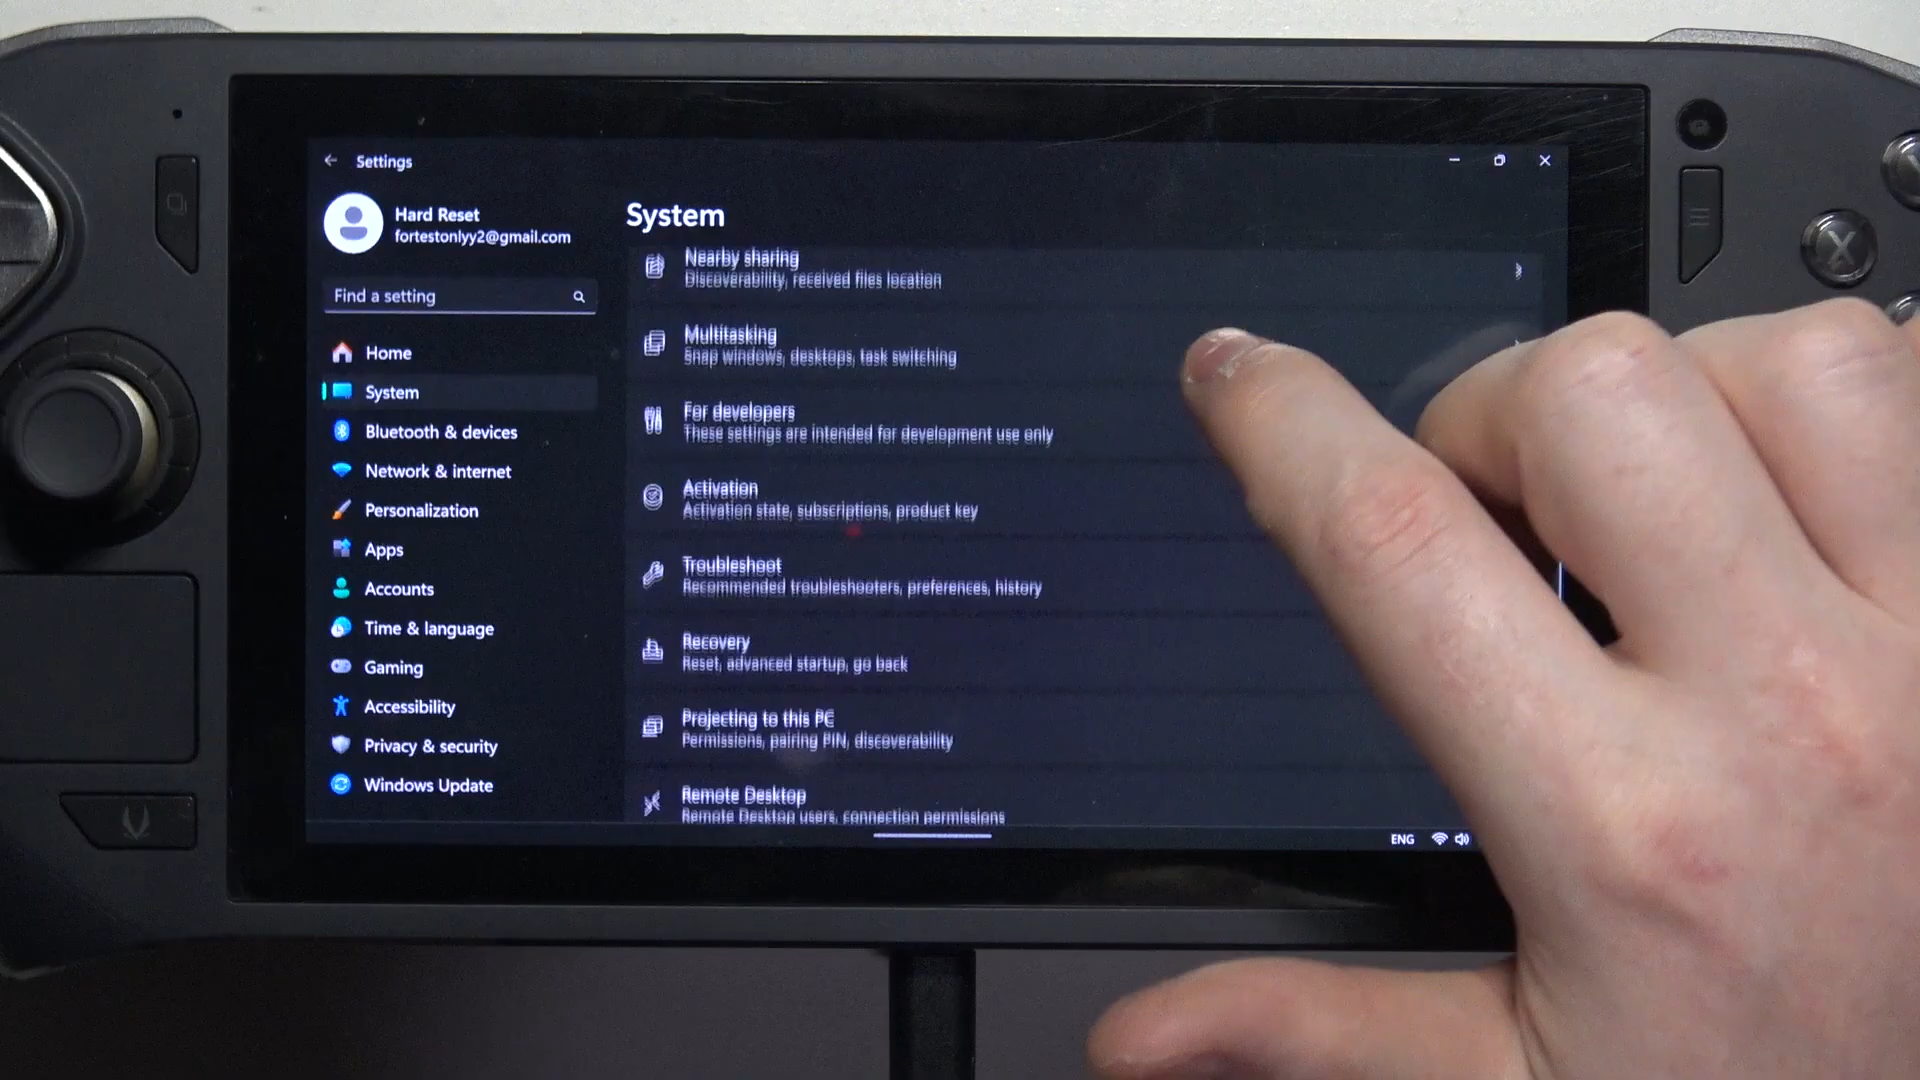 Settings
Hard Reset
fortestonlyy2@gmail.com
Find a setting
Home
System
Bluetooth & devices
Network & internet
Personalization
Apps
Accounts
Time & language
Gaming
Accessibility
Privacy & security
Windows Update
System
Nearby sharing
Discoverability, received files location
Multitasking
Snap windows, desktops, task switching
For developers
These settings are intended for development use only
Activation
Activation state, subscriptions, product key
Troubleshoot
Recommended troubleshooters, preferences, history
Recovery
Reset, advanced startup, go back
Projecting to this PC
Permissions, pairing PIN, discoverability
Remote Desktop
Remote Desktop users, connection permissions
ENG
X